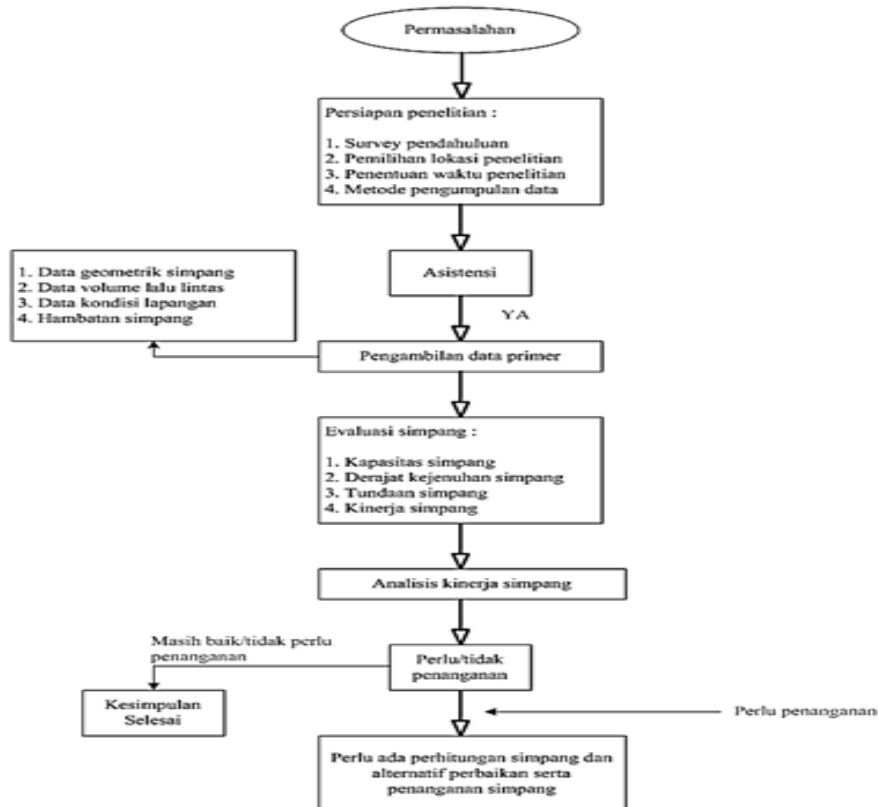 Permasalahan
Persiapan penelitian :
1. Survey pendahuluan
2. Pemilihan lokasi penelitian
3. Penentuan waktu penelitian
4. Metode pengumpulan data
Asistensi
YA
1. Data geometrik simpang
2. Data volume lalu lintas
3. Data kondisi lapangan
4. Hambatan simpang
Pengambilan data primer
Evaluasi simpang :
1. Kapasitas simpang
2. Derajat kejenuhan simpang
3. Tundaan simpang
4. Kinerja simpang
Analisis kinerja simpang
Masih baik/tidak perlu
penanganan
Perlu/tidak
penanganan
Kesimpulan
Selesai
Perlu penanganan
Perlu ada perhitungan simpang dan
alternatif perbaikan serta
penanganan simpang